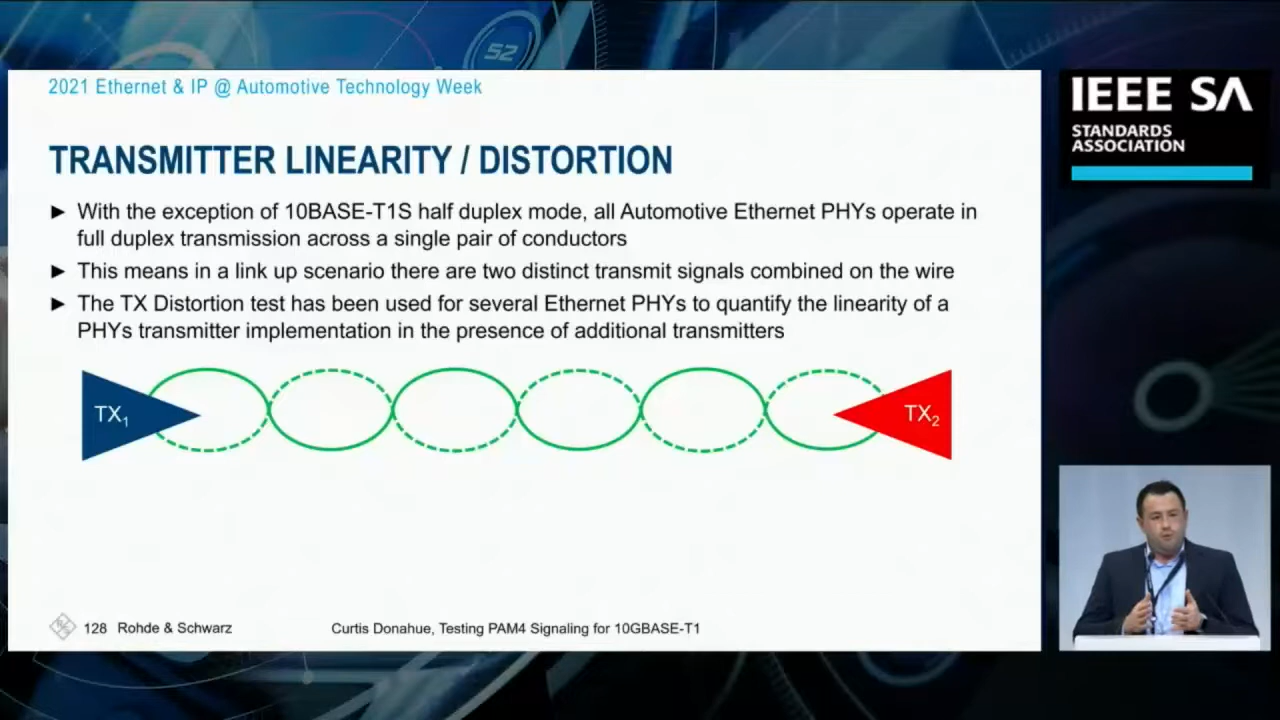 52
2021 Ethernet & IP @ Automotive Technology Week
IEEE SA
STANDARDS
ASSOCIATION
TRANSMITTER LINEARITY / DISTORTION
► With the exception of 10BASE-T1S half duplex mode, all Automotive Ethernet PHYs operate in
full duplex transmission across a single pair of conductors
► This means in a link up scenario there are two distinct transmit signals combined on the wire
► The TX Distortion test has been used for several Ethernet PHYs to quantify the linearity of a
PHYs transmitter implementation in the presence of additional transmitters
TX1
TX2
128 Rohde & Schwarz
Curtis Donahue, Testing PAM4 Signaling for 10GBASE-T1